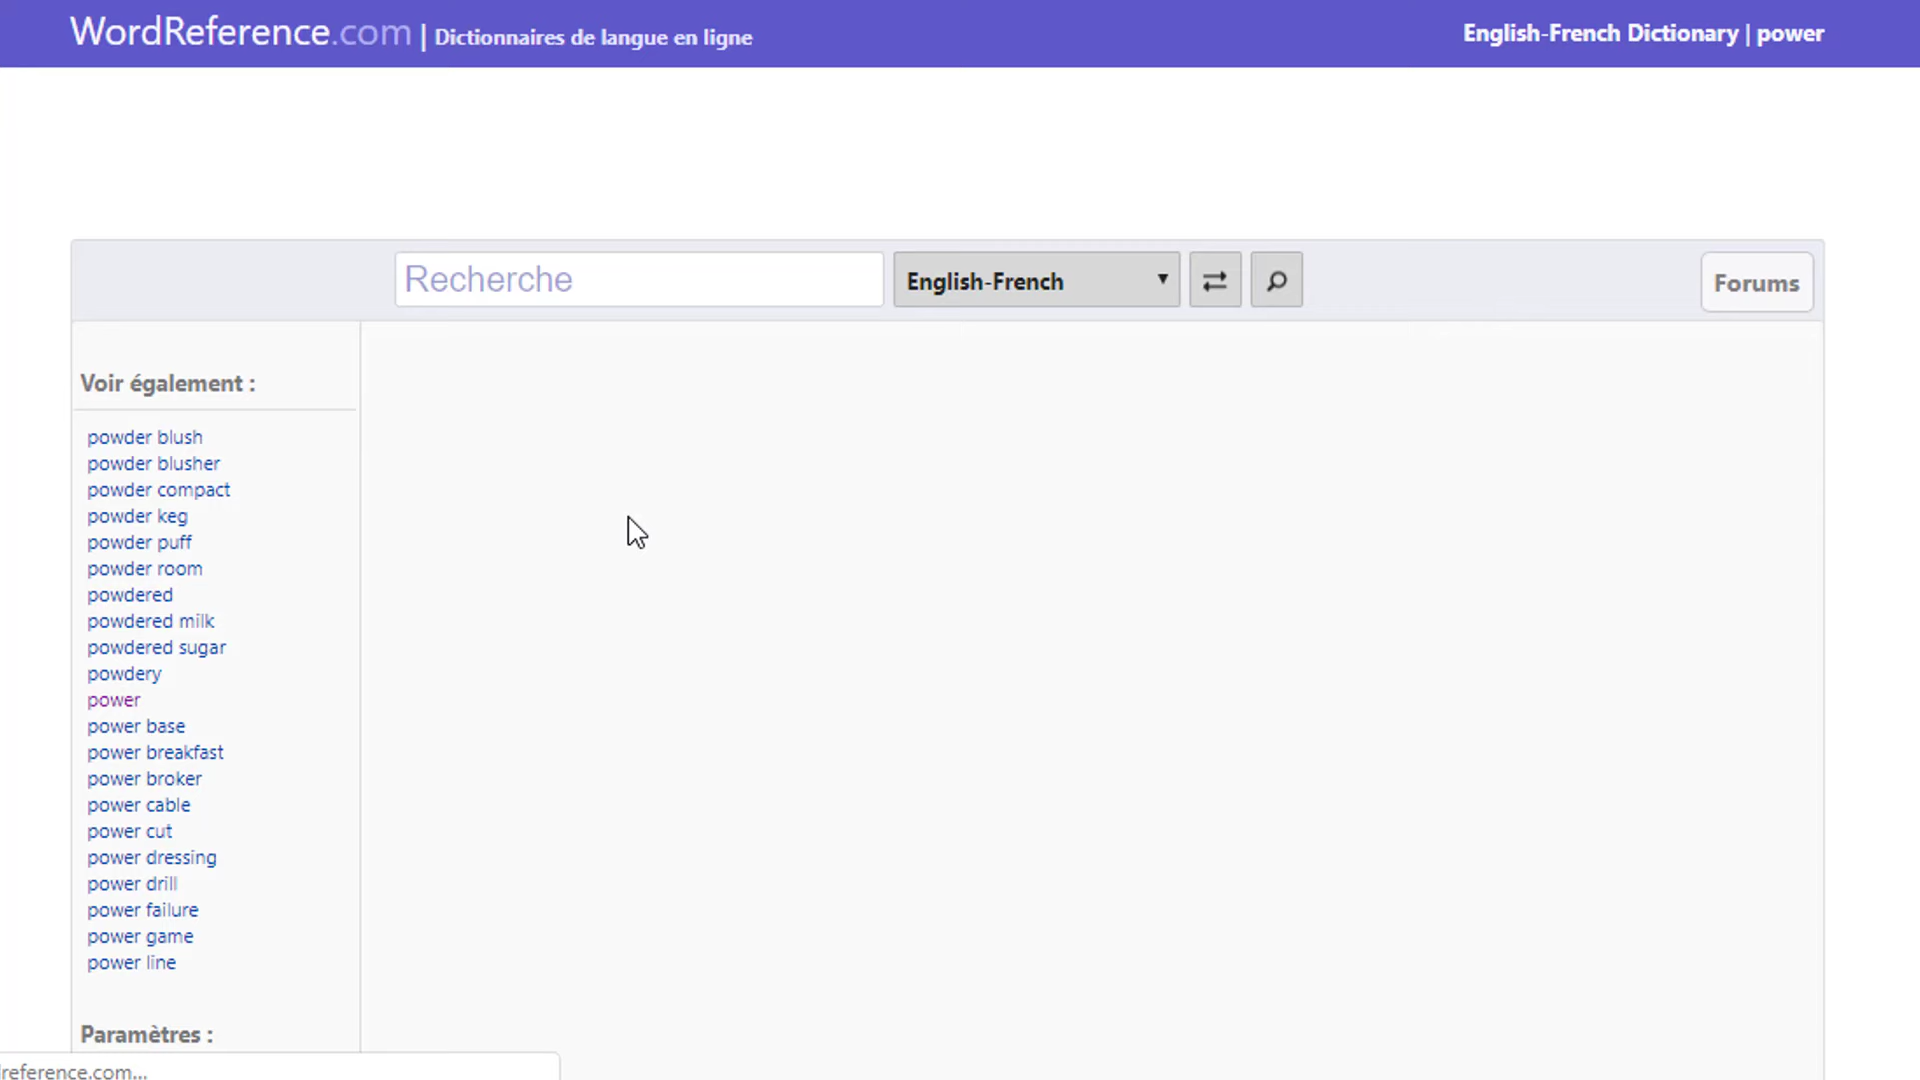 WordReference.com | Dictionnaires de langue en ligne
English-French Dictionary | power
Recherche
English-French
Forums
Voir également :
powder blush
powder blusher
powder compact
powder keg
powder puff
powder room
powdered
powdered milk
powdered sugar
powdery
power
power base
power breakfast
power broker
power cable
power cut
power dressing
power drill
power failure
power game
power line
Paramètres :
reference.com...